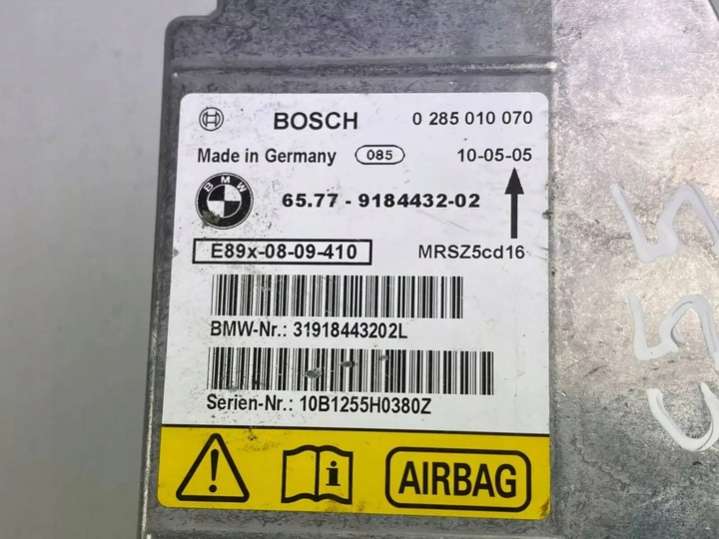 BOSCH 0 285 010 070
Made in Germany 085 10-05-05
BMW 65.77 - 9184432-02
E89x-08-09-410 MRSZ5cd16
BMW-Nr.: 31918443202L
Serien-Nr.: 10B1255H0380Z
! i AIRBAG